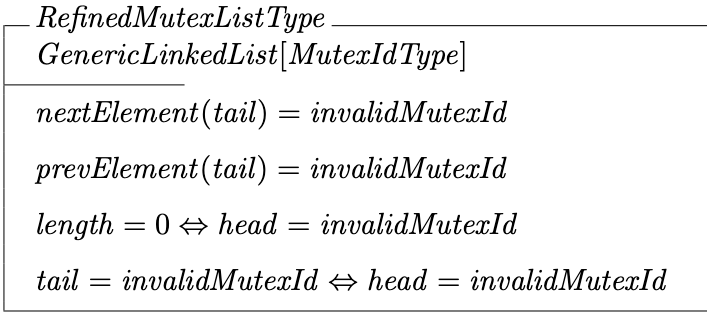 RefinedMutexListType
GenericLinkedList[MutexIdType]
nextElement(tail) = invalidMutexId
prevElement(tail) = invalidMutexId
length = 0 ⇔ head = invalidMutexId
tail = invalidMutexId ⇔ head = invalidMutexId